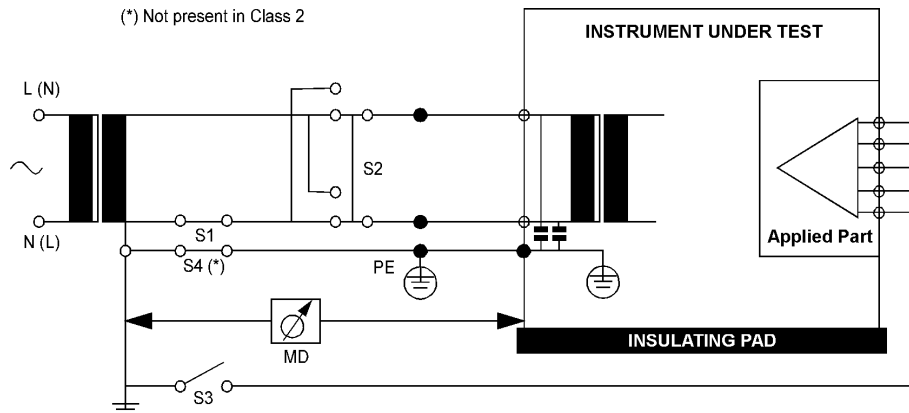 (*) Not present in Class 2
INSTRUMENT UNDER TEST
L (N)
S2
N (L)
S1
S4 (*)
PE
Applied Part
MD
INSULATING PAD
S3